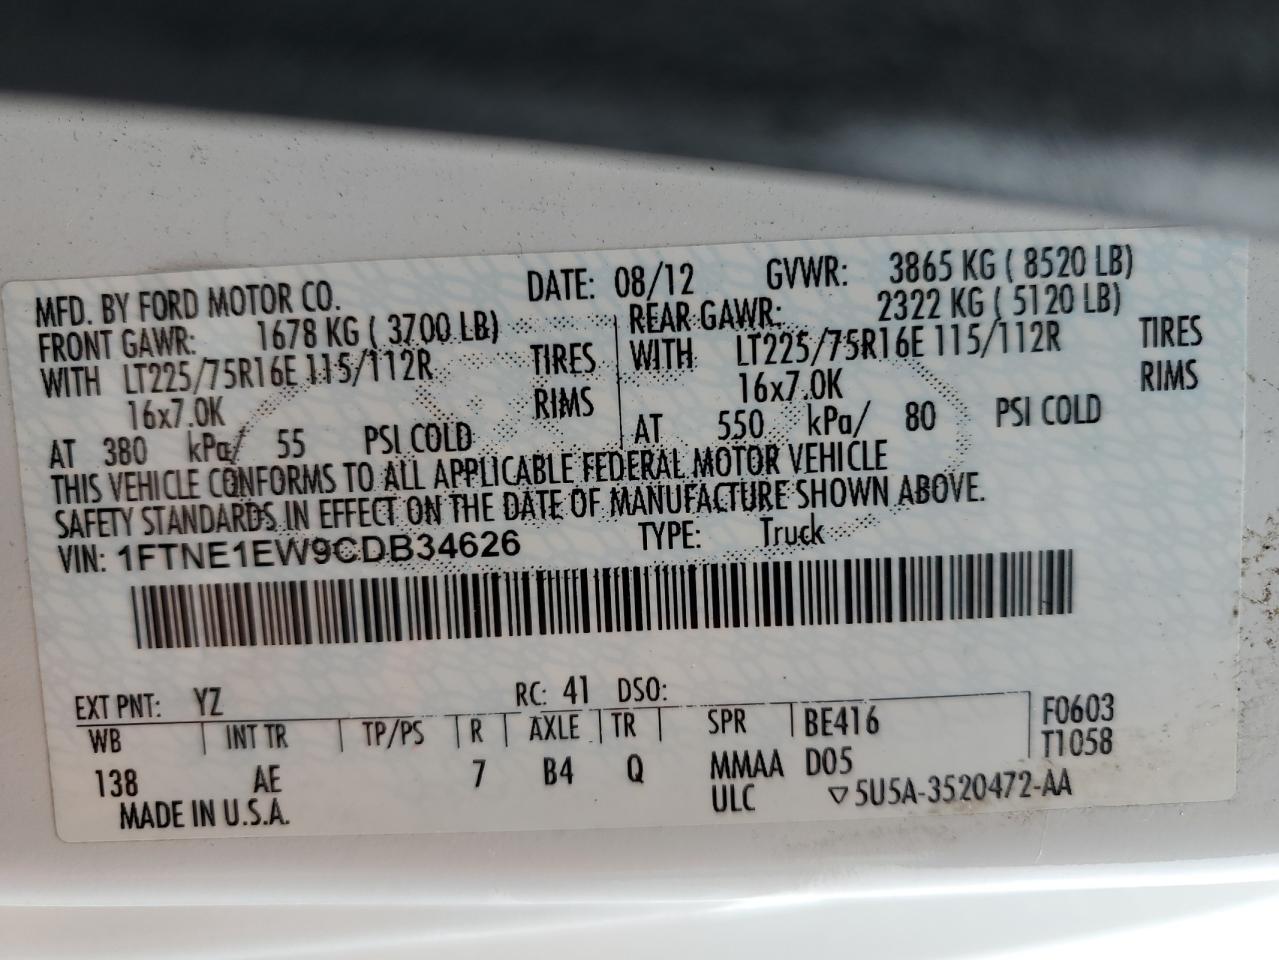 MFD. BY FORD MOTOR CO. DATE: 08/12 GVWR: 3865 KG ( 8520 LB)
FRONT GAWR: 1678 KG ( 3700 LB) REAR GAWR: 2322 KG ( 5120 LB)
WITH LT225/75R16E 115/112R TIRES WITH LT225/75R16E 115/112R TIRES
16x7.0K RIMS 16x7.0K RIMS
AT 380 kPa/ 55 PSI COLD AT 550 kPa/ 80 PSI COLD
THIS VEHICLE CONFORMS TO ALL APPLICABLE FEDERAL MOTOR VEHICLE
SAFETY STANDARDS IN EFFECT ON THE DATE OF MANUFACTURE SHOWN ABOVE.
VIN: 1FTNE1EW9CDB34626 TYPE: Truck
EXT PNT: YZ RC: 41 DSO:
WB INT TR TP/PS R AXLE TR SPR BE416 F0603
T1058
138 AE 7 B4 Q MMAA D05
MADE IN U.S.A. ULC ▽5U5A-3520472-AA